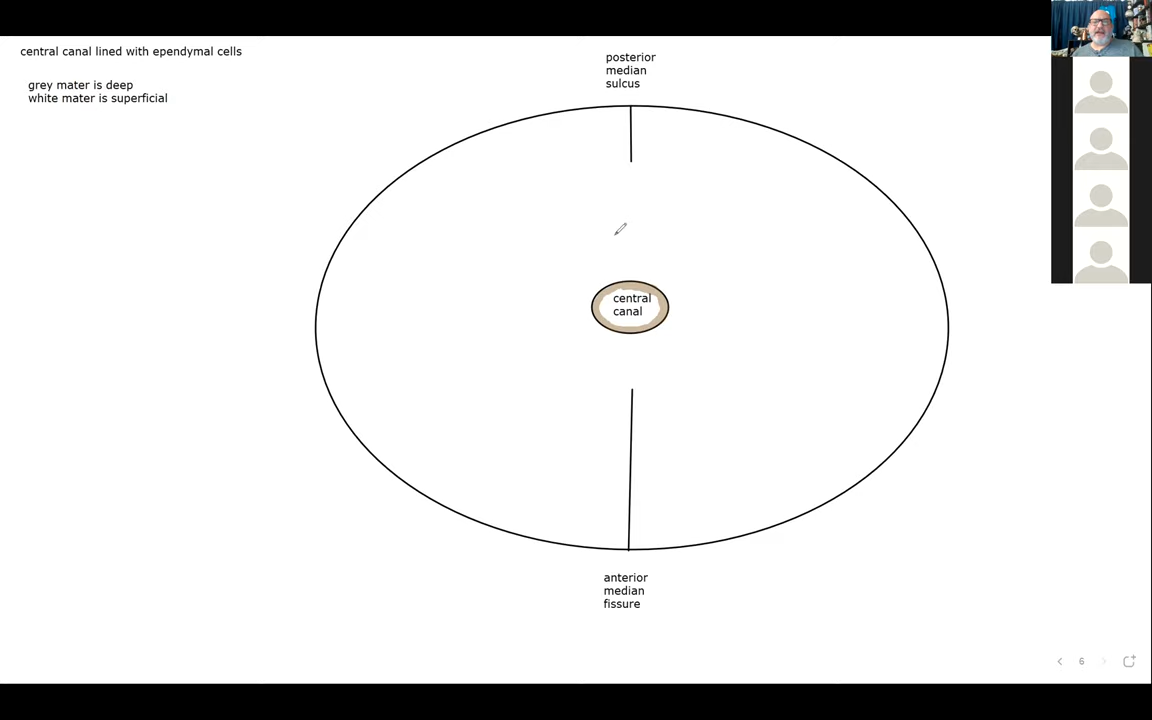 central canal lined with ependymal cells
grey mater is deep
white mater is superficial
posterior
median
sulcus
central
canal
anterior
median
fissure
6